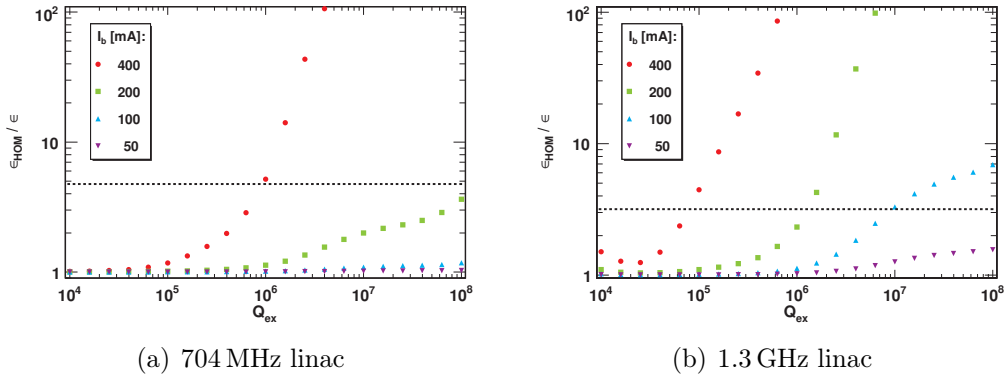 ϵ_HOM / ϵ
10²
10
1
I_b [mA]:
400
200
100
50
10⁴ 10⁵ 10⁶ 10⁷ 10⁸
Q_ex
(a) 704 MHz linac
ϵ_HOM / ϵ
10²
10
1
I_b [mA]:
400
200
100
50
10⁴ 10⁵ 10⁶ 10⁷ 10⁸
Q_ex
(b) 1.3 GHz linac